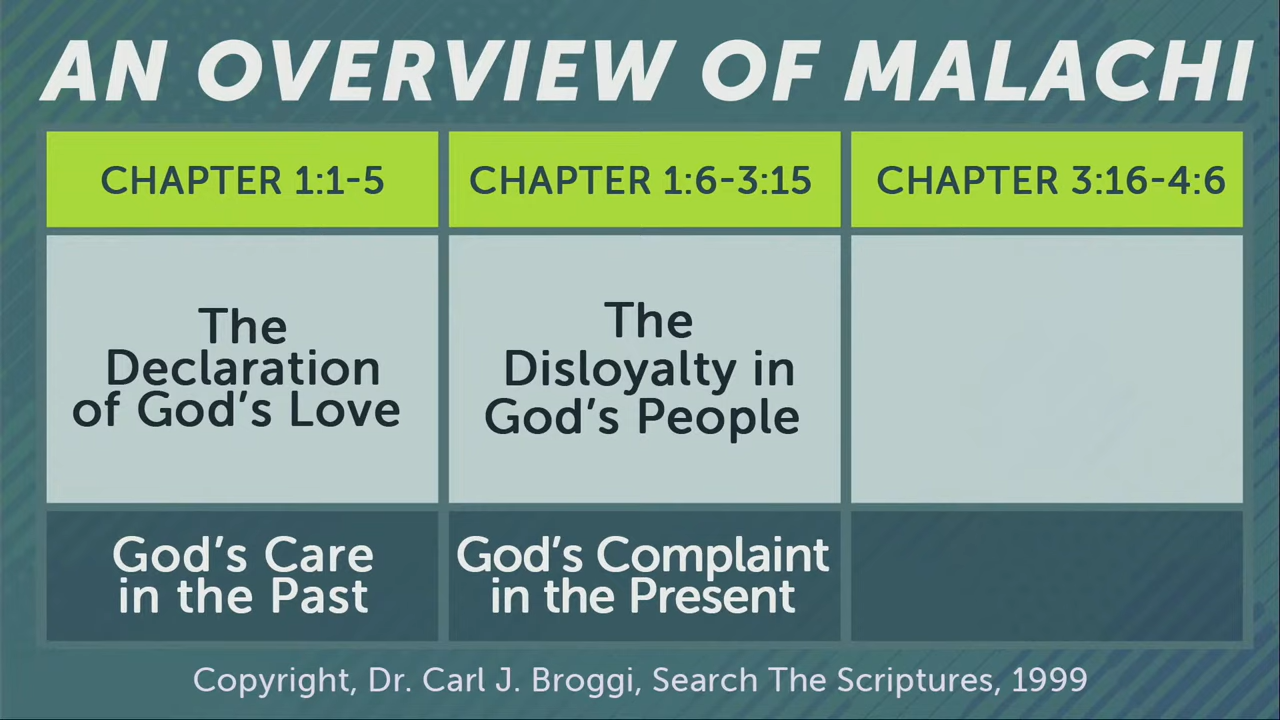 AN OVERVIEW OF MALACHI
CHAPTER 1:1-5
CHAPTER 1:6-3:15
CHAPTER 3:16-4:6
The
Declaration
of God’s Love
The
Disloyalty in
God’s People
God’s Care
in the Past
God’s Complaint
in the Present
Copyright, Dr. Carl J. Broggi, Search The Scriptures, 1999